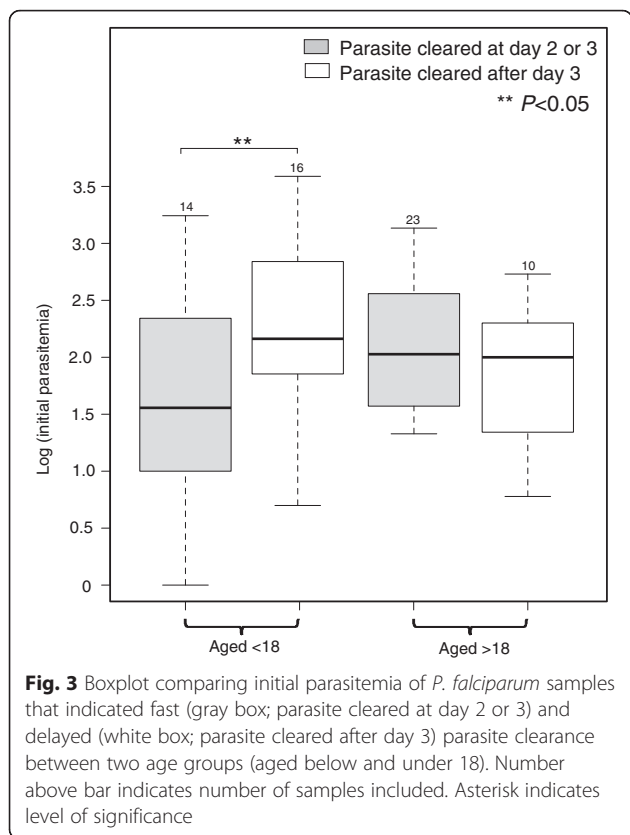 Parasite cleared at day 2 or 3
Parasite cleared after day 3
** P<0.05
**
14
16
23
10
Log (initial parasitemia)
3.5
3.0
2.5
2.0
1.5
1.0
0.5
0
Aged <18
Aged >18
Fig. 3 Boxplot comparing initial parasitemia of P. falciparum samples
that indicated fast (gray box; parasite cleared at day 2 or 3) and
delayed (white box; parasite cleared after day 3) parasite clearance
between two age groups (aged below and under 18). Number
above bar indicates number of samples included. Asterisk indicates
level of significance